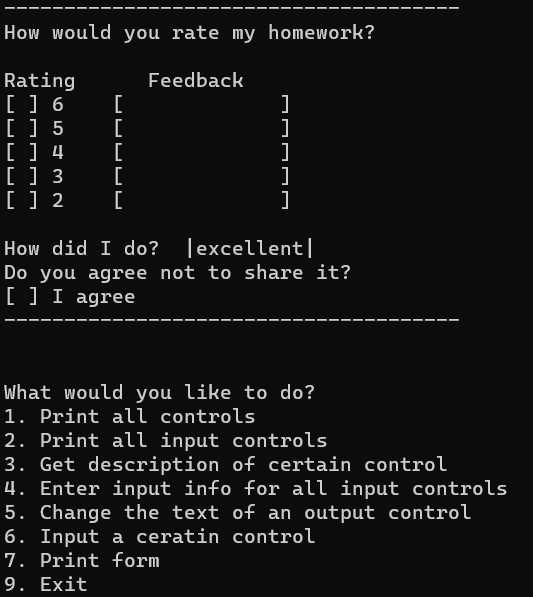 --------------------------------------
How would you rate my homework?
Rating      Feedback
[ ] 6    [             ]
[ ] 5    [             ]
[ ] 4    [             ]
[ ] 3    [             ]
[ ] 2    [             ]
How did I do?  |excellent|
Do you agree not to share it?
[ ] I agree
--------------------------------------
What would you like to do?
1. Print all controls
2. Print all input controls
3. Get description of certain control
4. Enter input info for all input controls
5. Change the text of an output control
6. Input a ceratin control
7. Print form
9. Exit